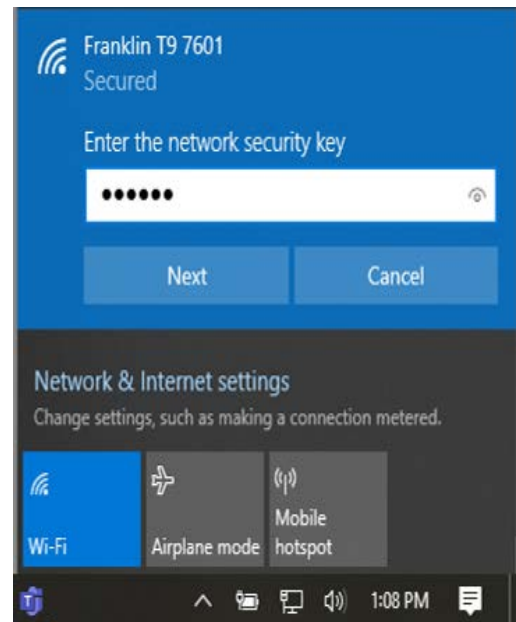 Franklin T9 7601
Secured
Enter the network security key
••••••
Next
Cancel
Network & Internet settings
Change settings, such as making a connection metered.
Wi-Fi
Airplane mode
Mobile
hotspot
1:08 PM